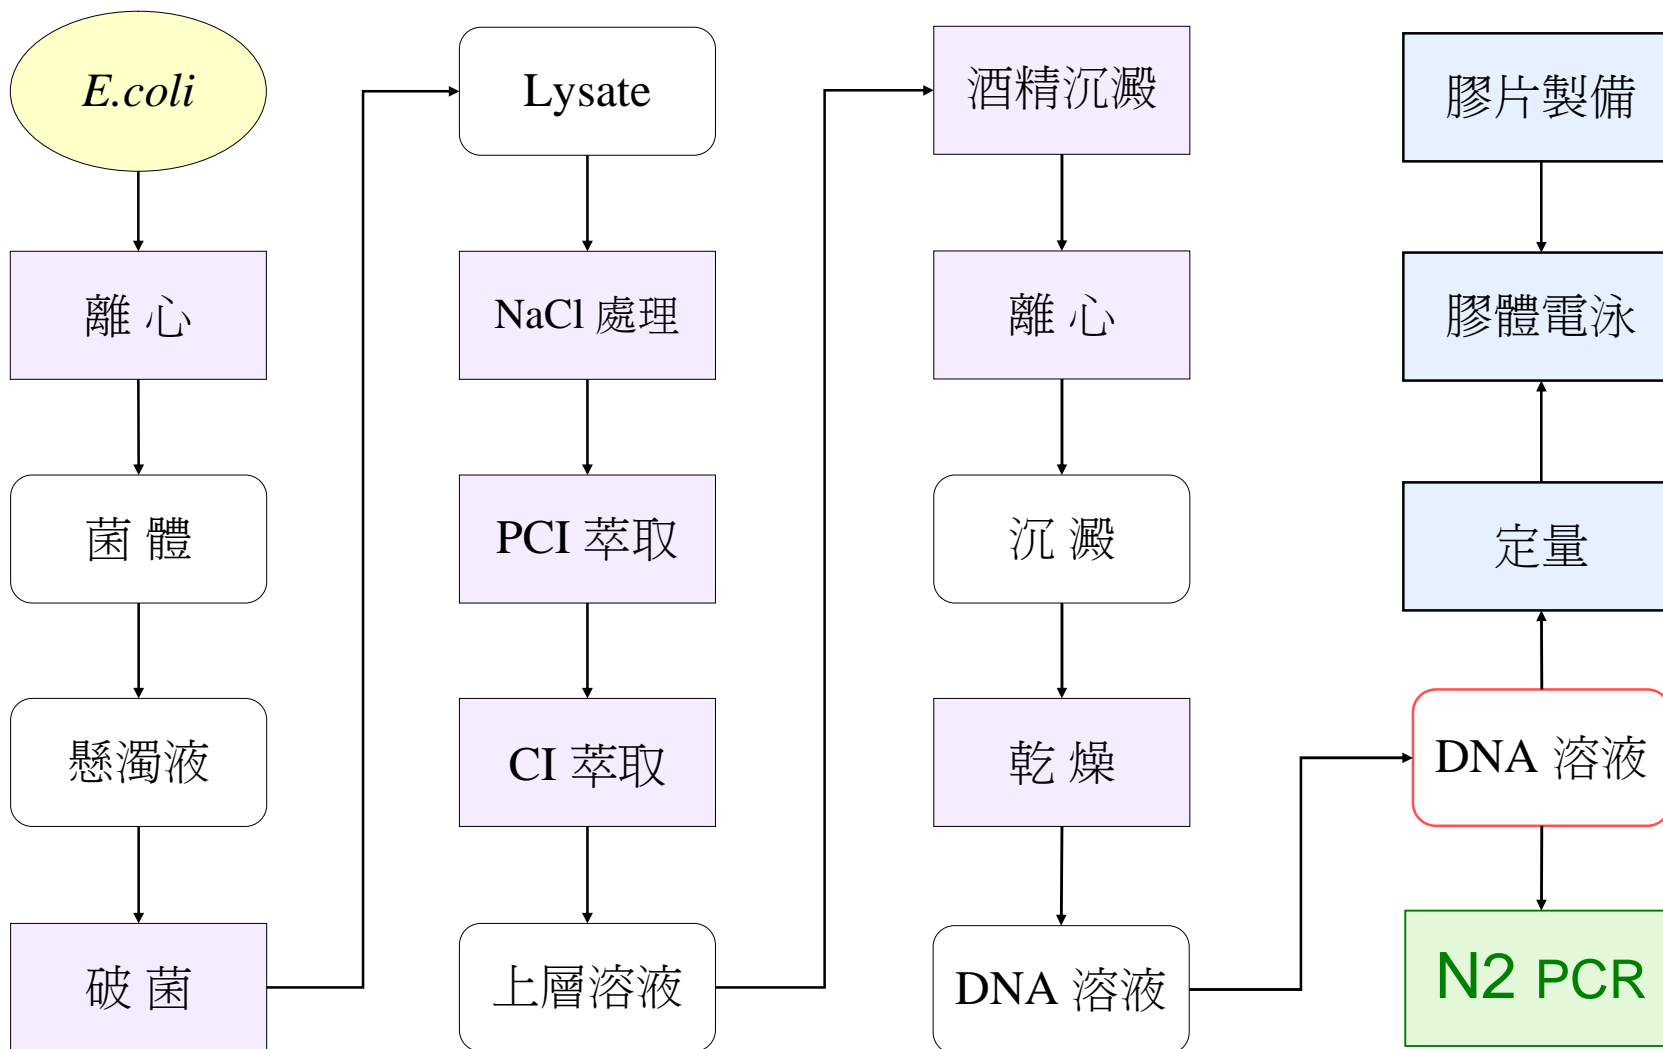 E.coli
離 心
菌 體
懸濁液
破 菌
Lysate
NaCl 處理
PCI 萃取
CI 萃取
上層溶液
酒精沉澱
離 心
沉 澱
乾 燥
DNA 溶液
膠片製備
膠體電泳
定量
DNA 溶液
N2 PCR